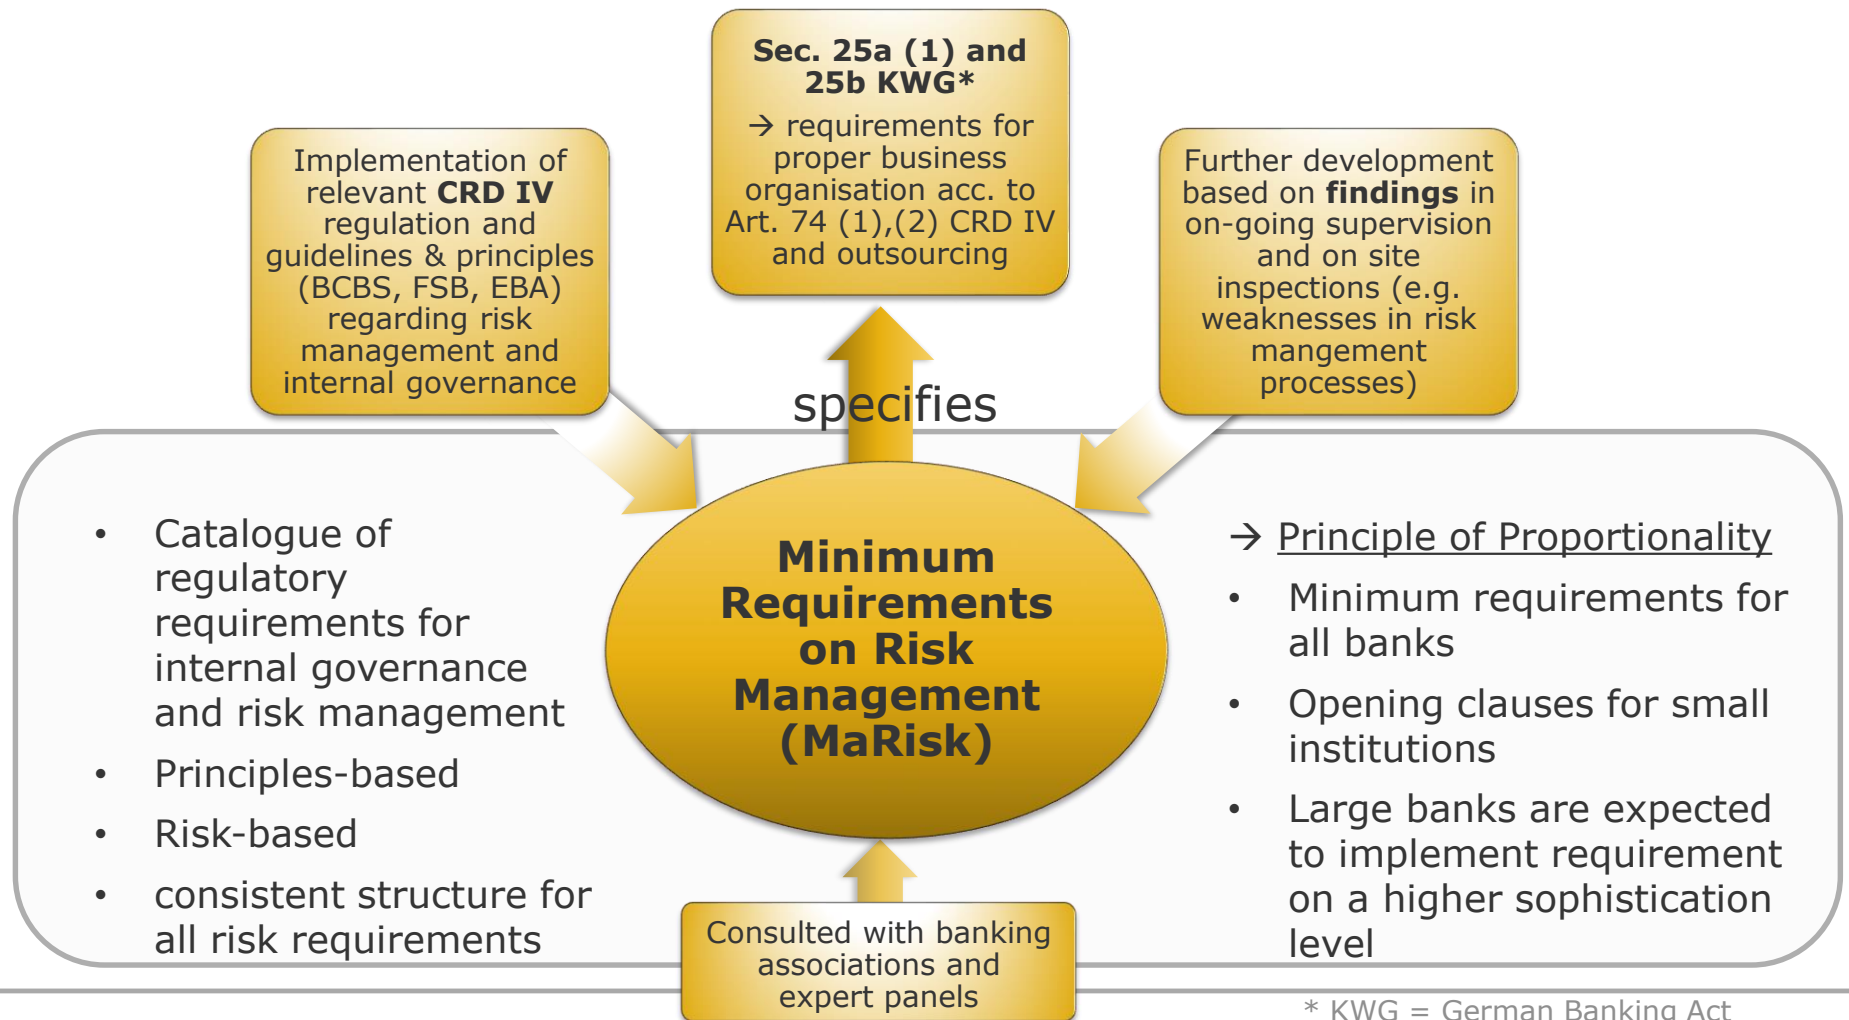 Sec. 25a (1) and
25b KWG*
→ requirements for
proper business
organisation acc. to
Art. 74 (1),(2) CRD IV
and outsourcing
Implementation of
relevant CRD IV
regulation and
guidelines & principles
(BCBS, FSB, EBA)
regarding risk
management and
internal governance
Further development
based on findings in
on-going supervision
and on site
inspections (e.g.
weaknesses in risk
mangement
processes)
specifies
• Catalogue of
regulatory
requirements for
internal governance
and risk management
• Principles-based
• Risk-based
• consistent structure for
all risk requirements
Minimum
Requirements
on Risk
Management
(MaRisk)
→ Principle of Proportionality
• Minimum requirements for
all banks
• Opening clauses for small
institutions
• Large banks are expected
to implement requirement
on a higher sophistication
level
Consulted with banking
associations and
expert panels
* KWG = German Banking Act